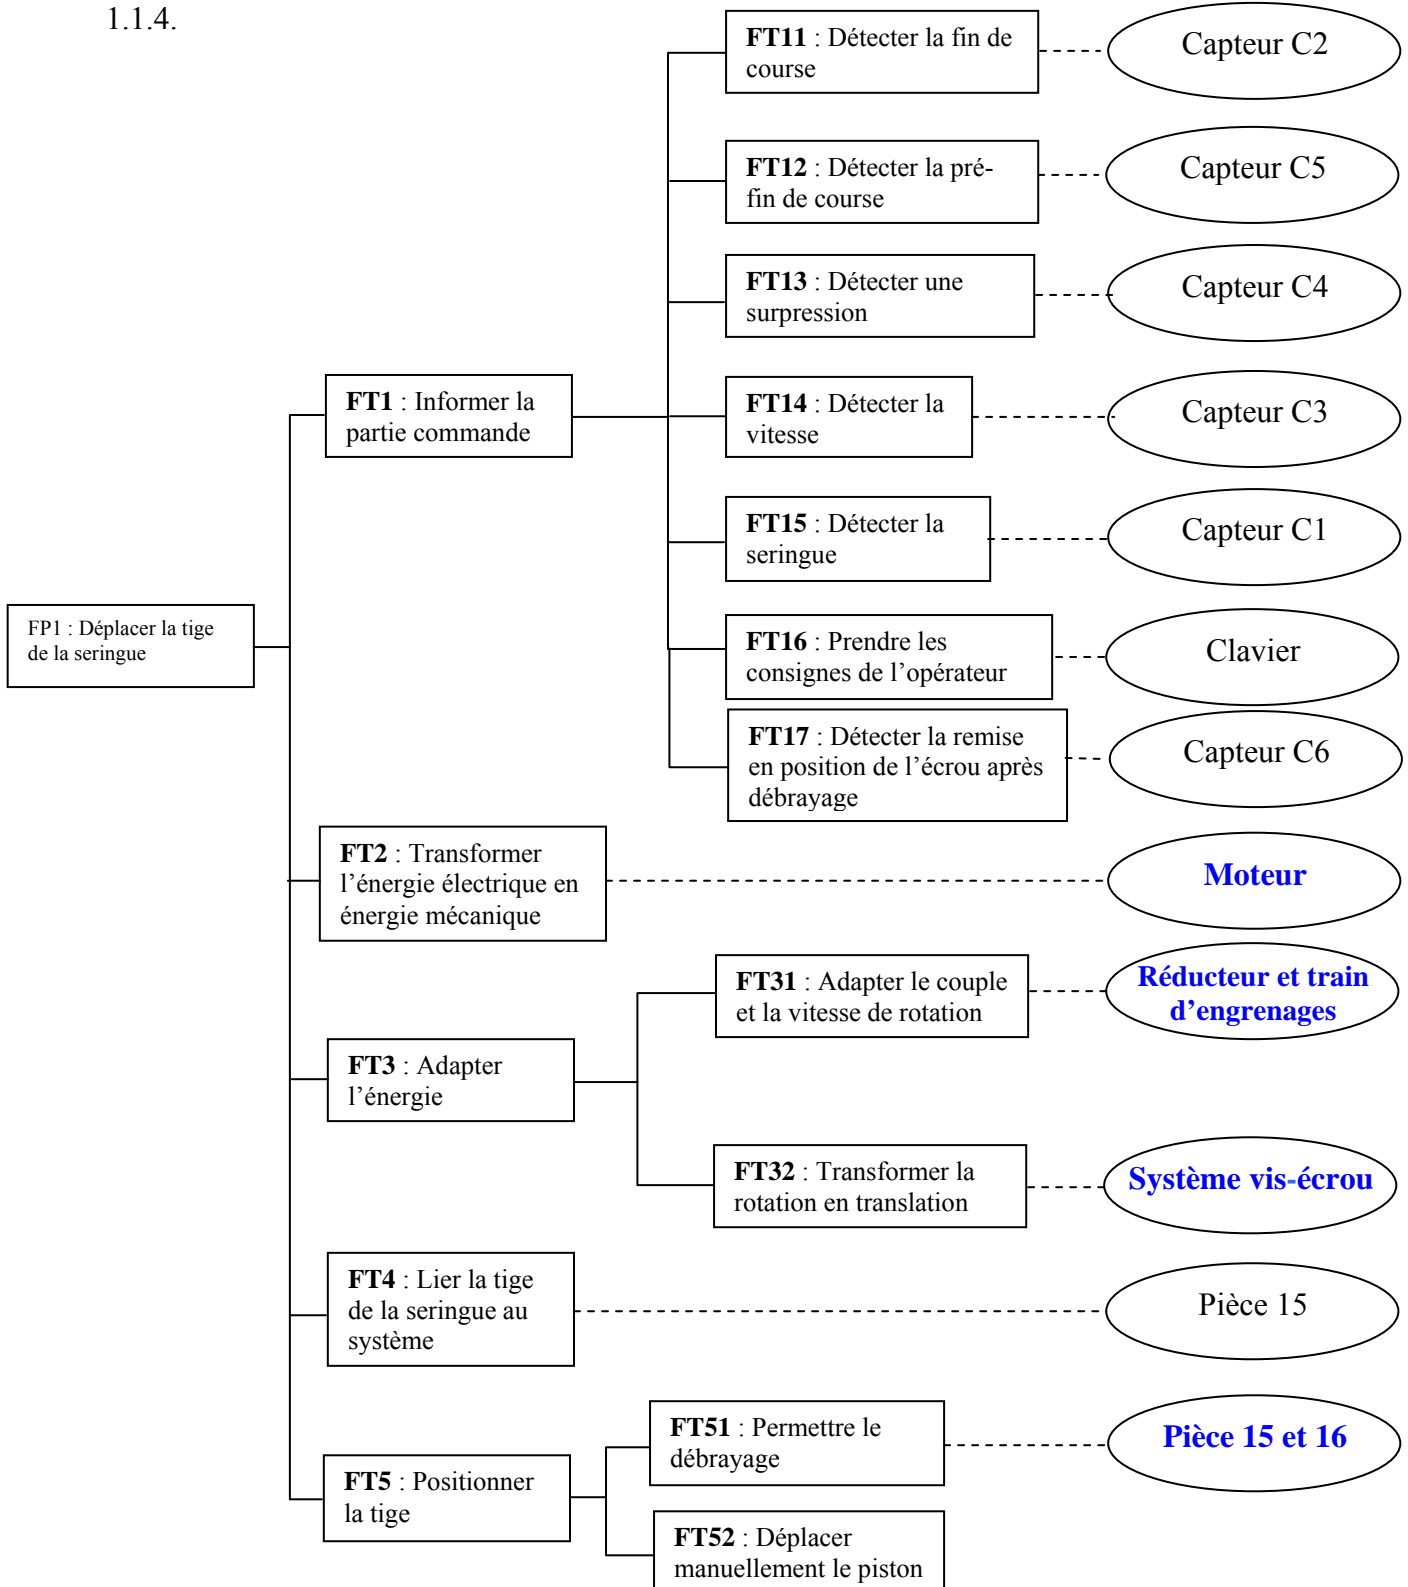 1.1.4.
FT11 : Détecter la fin de
course
Capteur C2
FT12 : Détecter la pré-
fin de course
Capteur C5
FT13 : Détecter une
surpression
Capteur C4
FT1 : Informer la
partie commande
FT14 : Détecter la
vitesse
Capteur C3
FT15 : Détecter la
seringue
Capteur C1
FP1 : Déplacer la tige
de la seringue
FT16 : Prendre les
consignes de l’opérateur
Clavier
FT17 : Détecter la remise
en position de l’écrou après
débrayage
Capteur C6
FT2 : Transformer
l’énergie électrique en
énergie mécanique
Moteur
FT31 : Adapter le couple
et la vitesse de rotation
Réducteur et train
d’engrenages
FT3 : Adapter
l’énergie
FT32 : Transformer la
rotation en translation
Système vis-écrou
FT4 : Lier la tige
de la seringue au
système
Pièce 15
FT51 : Permettre le
débrayage
Pièce 15 et 16
FT5 : Positionner
la tige
FT52 : Déplacer
manuellement le piston